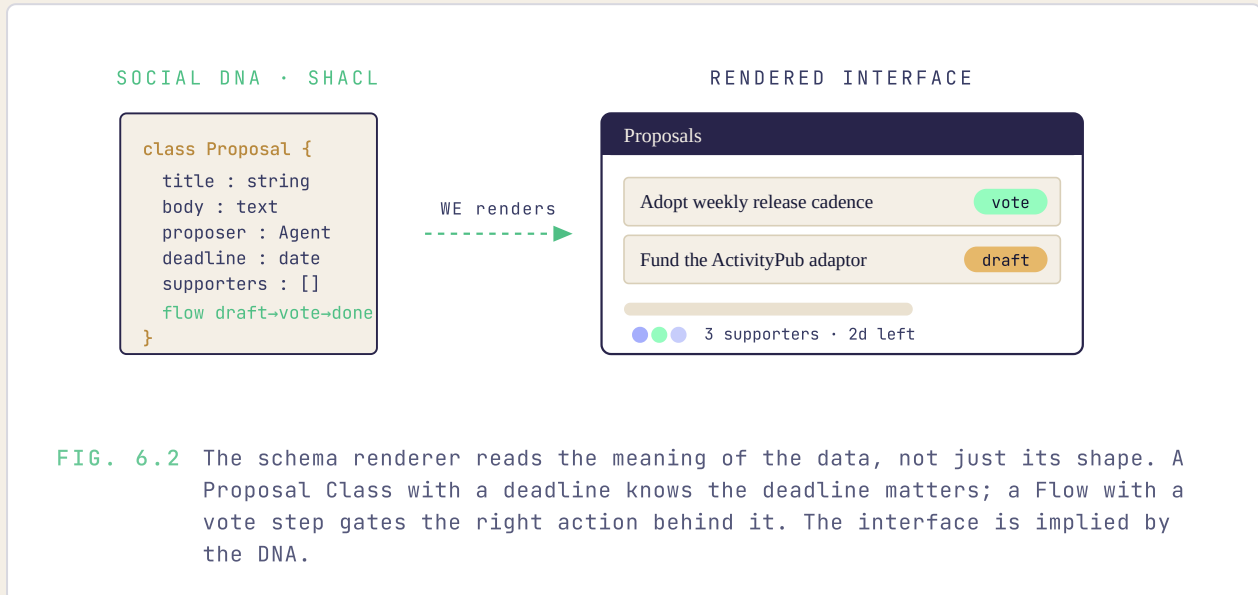 SOCIAL DNA · SHACL
class Proposal {
title : string
body : text
proposer : Agent
deadline : date
supporters : []
flow draft→vote→done
}
WE renders
RENDERED INTERFACE
Proposals
Adopt weekly release cadence vote
Fund the ActivityPub adaptor draft
3 supporters · 2d left
FIG. 6.2 The schema renderer reads the meaning of the data, not just its shape. A
Proposal Class with a deadline knows the deadline matters; a Flow with a
vote step gates the right action behind it. The interface is implied by
the DNA.